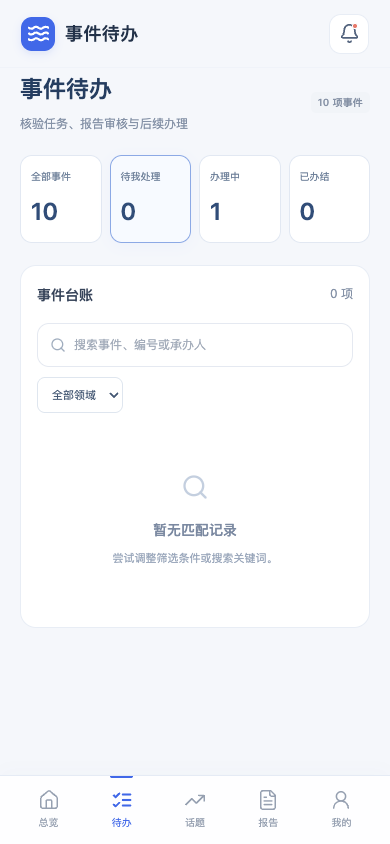 事件待办
事件待办
10 项事件
核验任务、报告审核与后续办理
全部事件
10
待我处理
0
办理中
1
已办结
0
事件台账
0 项
搜索事件、编号或承办人
全部领域
暂无匹配记录
尝试调整筛选条件或搜索关键词。
总览
待办
话题
报告
我的